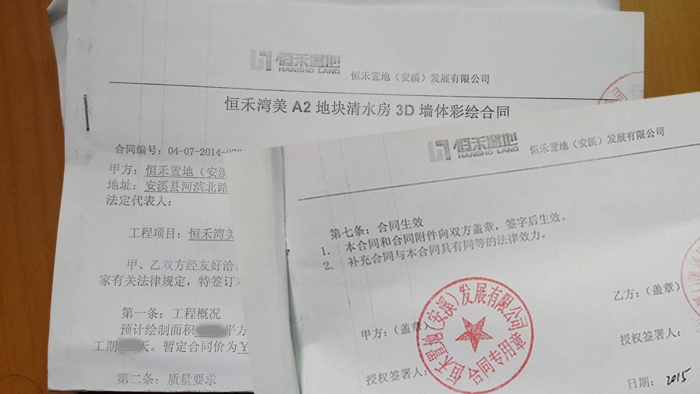 恒禾置地
HANGHO LAND
恒禾置地（安溪）发展有限公司
恒禾湾美 A2 地块清水房 3D 墙体彩绘合同
合同编号：04-07-2014-
甲方：恒禾置地（安溪
地址：安溪县河滨北路
法定代表人：
工程项目：恒禾湾美
甲、乙双方经友好洽
家有关法律规定，特签订本
第一条：工程概况
预计绘制面积 平方
工期 天。暂定合同价为
第二条：质量要求
恒禾置地
HANGHO LAND
恒禾置地（安溪）发展有限公司
第七条：合同生效
1. 本合同和合同附件向双方盖章，签字后生效。
2. 补充合同与本合同具有同等的法律效力。
甲方：（盖章）
乙方：（盖章）
授权签署人：
授权签署人：
日期：2015
恒禾置地（安溪）发展有限公司
合同专用章